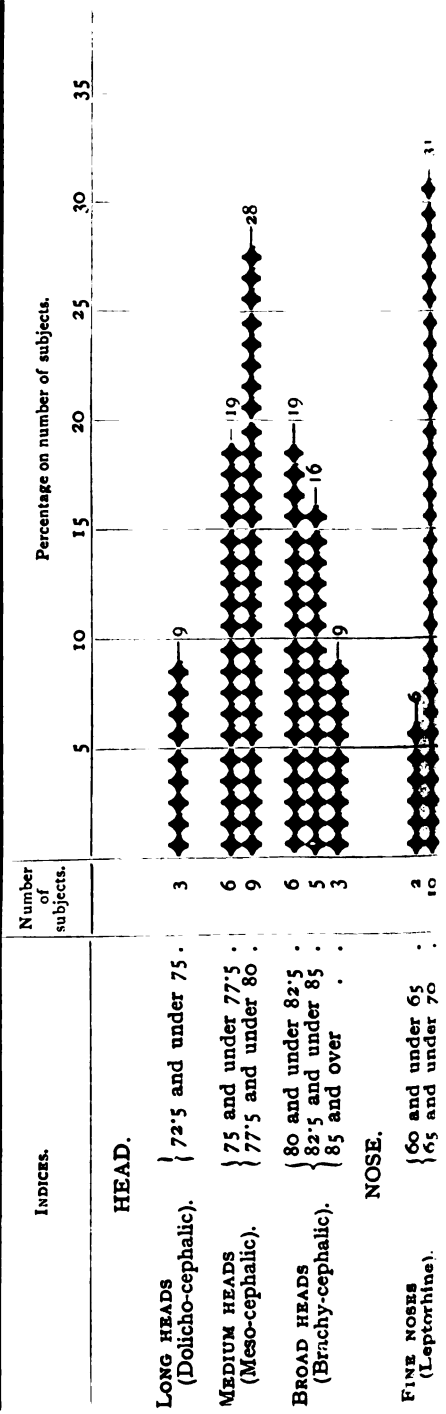 INDICES.
Number
of
subjects.
Percentage on number of subjects.
5 10 15 20 25 30 35
HEAD.
LONG HEADS
(Dolicho-cephalic).
{ 72·5 and under 75 . 3 9
MEDIUM HEADS
(Meso-cephalic).
{ 75 and under 77·5 . 6 19
77·5 and under 80 . 9 28
BROAD HEADS
(Brachy-cephalic).
{ 80 and under 82·5 . 6 19
82·5 and under 85 . 5 16
85 and over . . 3 9
NOSE.
FINE NOSES
(Leptorhine).
{ 60 and under 65 . 2 6
65 and under 70 . 10 31